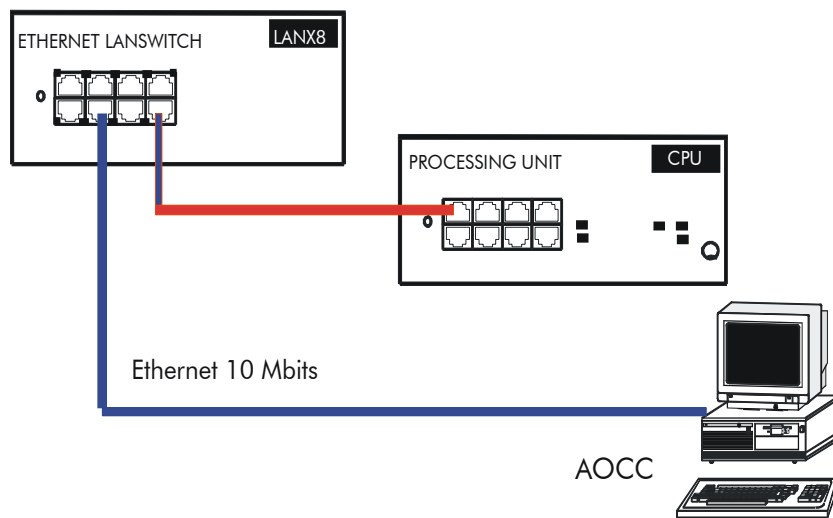 ETHERNET LANSWITCH
LANX8
PROCESSING UNIT
CPU
Ethernet 10 Mbits
AOCC